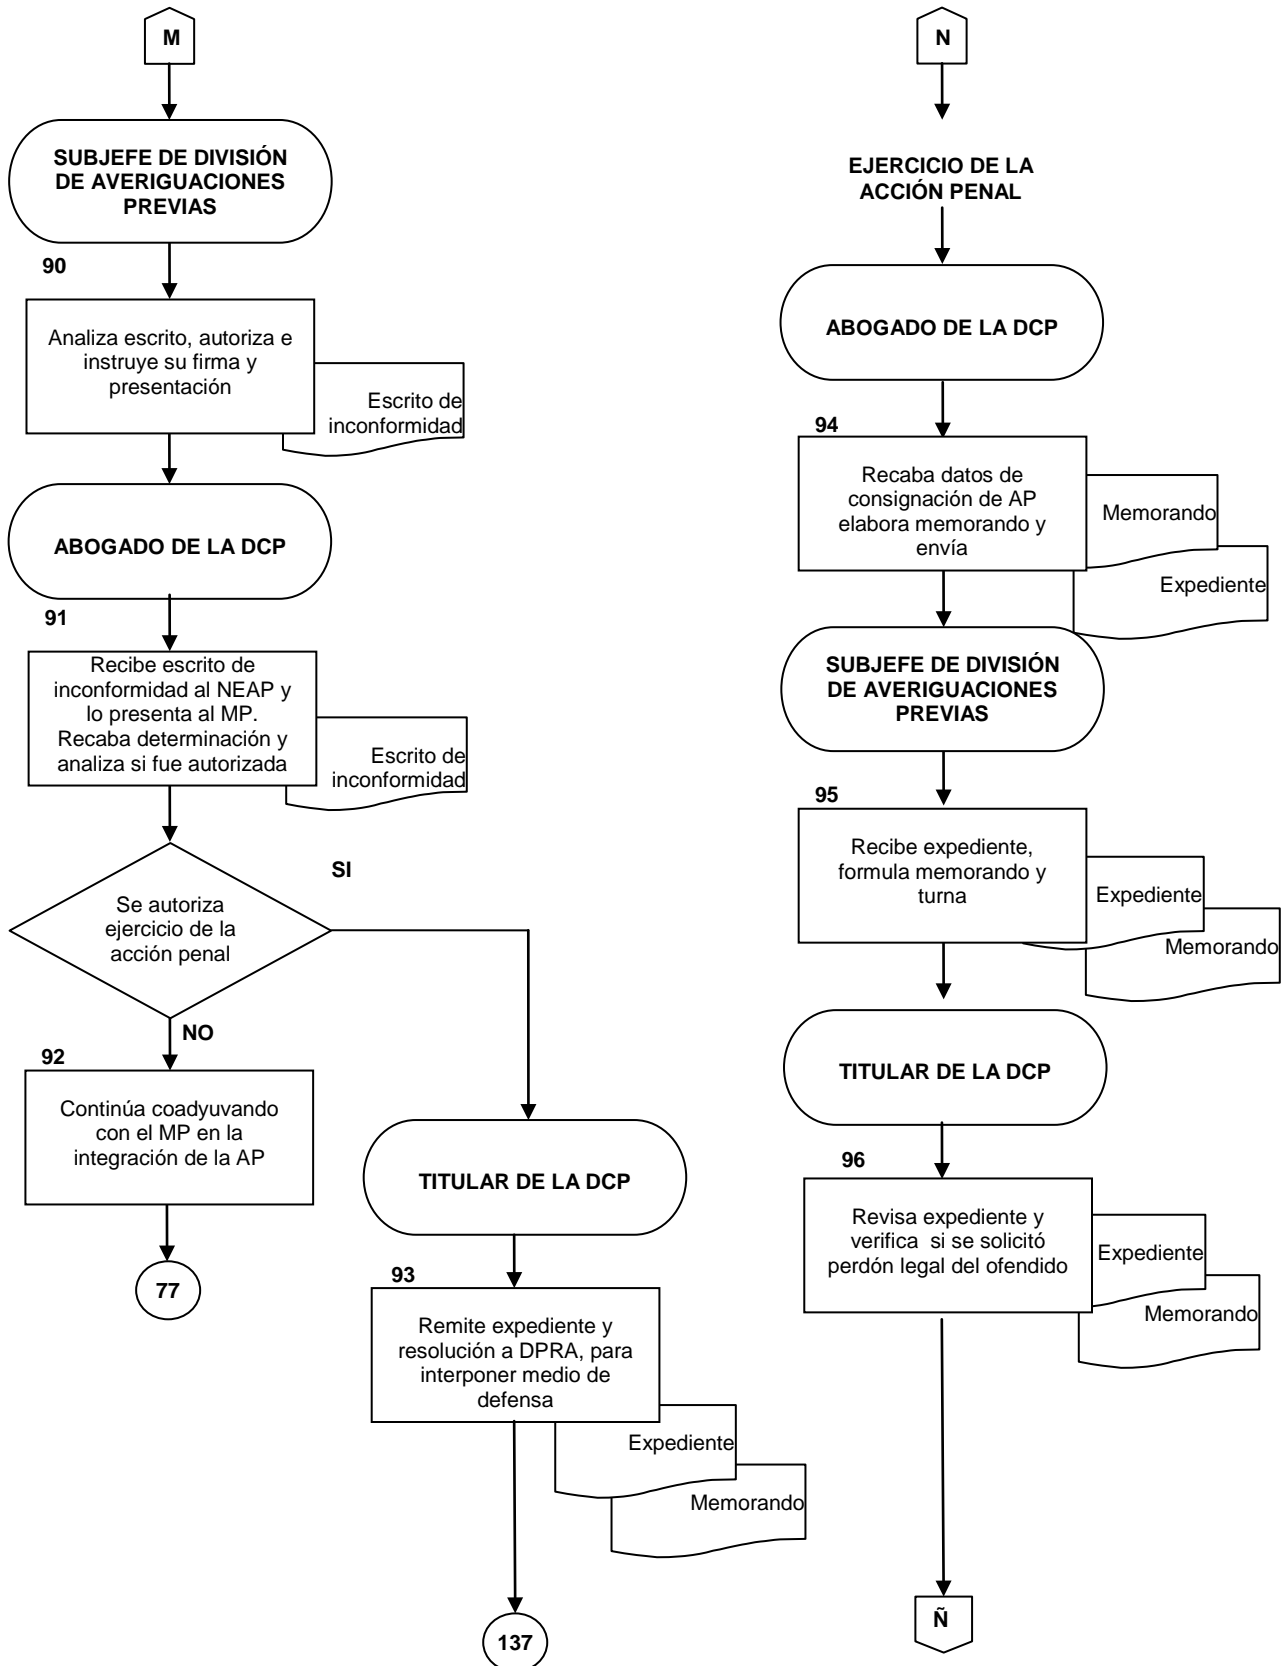 M
SUBJEFE DE DIVISIÓN
DE AVERIGUACIONES
PREVIAS
90
Analiza escrito, autoriza e
instruye su firma y
presentación
Escrito de
inconformidad
ABOGADO DE LA DCP
91
Recibe escrito de
inconformidad al NEAP y
lo presenta al MP.
Recaba determinación y
analiza si fue autorizada
Escrito de
inconformidad
SI
Se autoriza
ejercicio de la
acción penal
NO
92
Continúa coadyuvando
con el MP en la
integración de la AP
77
TITULAR DE LA DCP
93
Remite expediente y
resolución a DPRA, para
interponer medio de
defensa
Expediente
Memorando
137
N
EJERCICIO DE LA
ACCIÓN PENAL
ABOGADO DE LA DCP
94
Recaba datos de
consignación de AP
elabora memorando y
envía
Memorando
Expediente
SUBJEFE DE DIVISIÓN
DE AVERIGUACIONES
PREVIAS
95
Recibe expediente,
formula memorando y
turna
Expediente
Memorando
TITULAR DE LA DCP
96
Revisa expediente y
verifica  si se solicitó
perdón legal del ofendido
Expediente
Memorando
Ñ